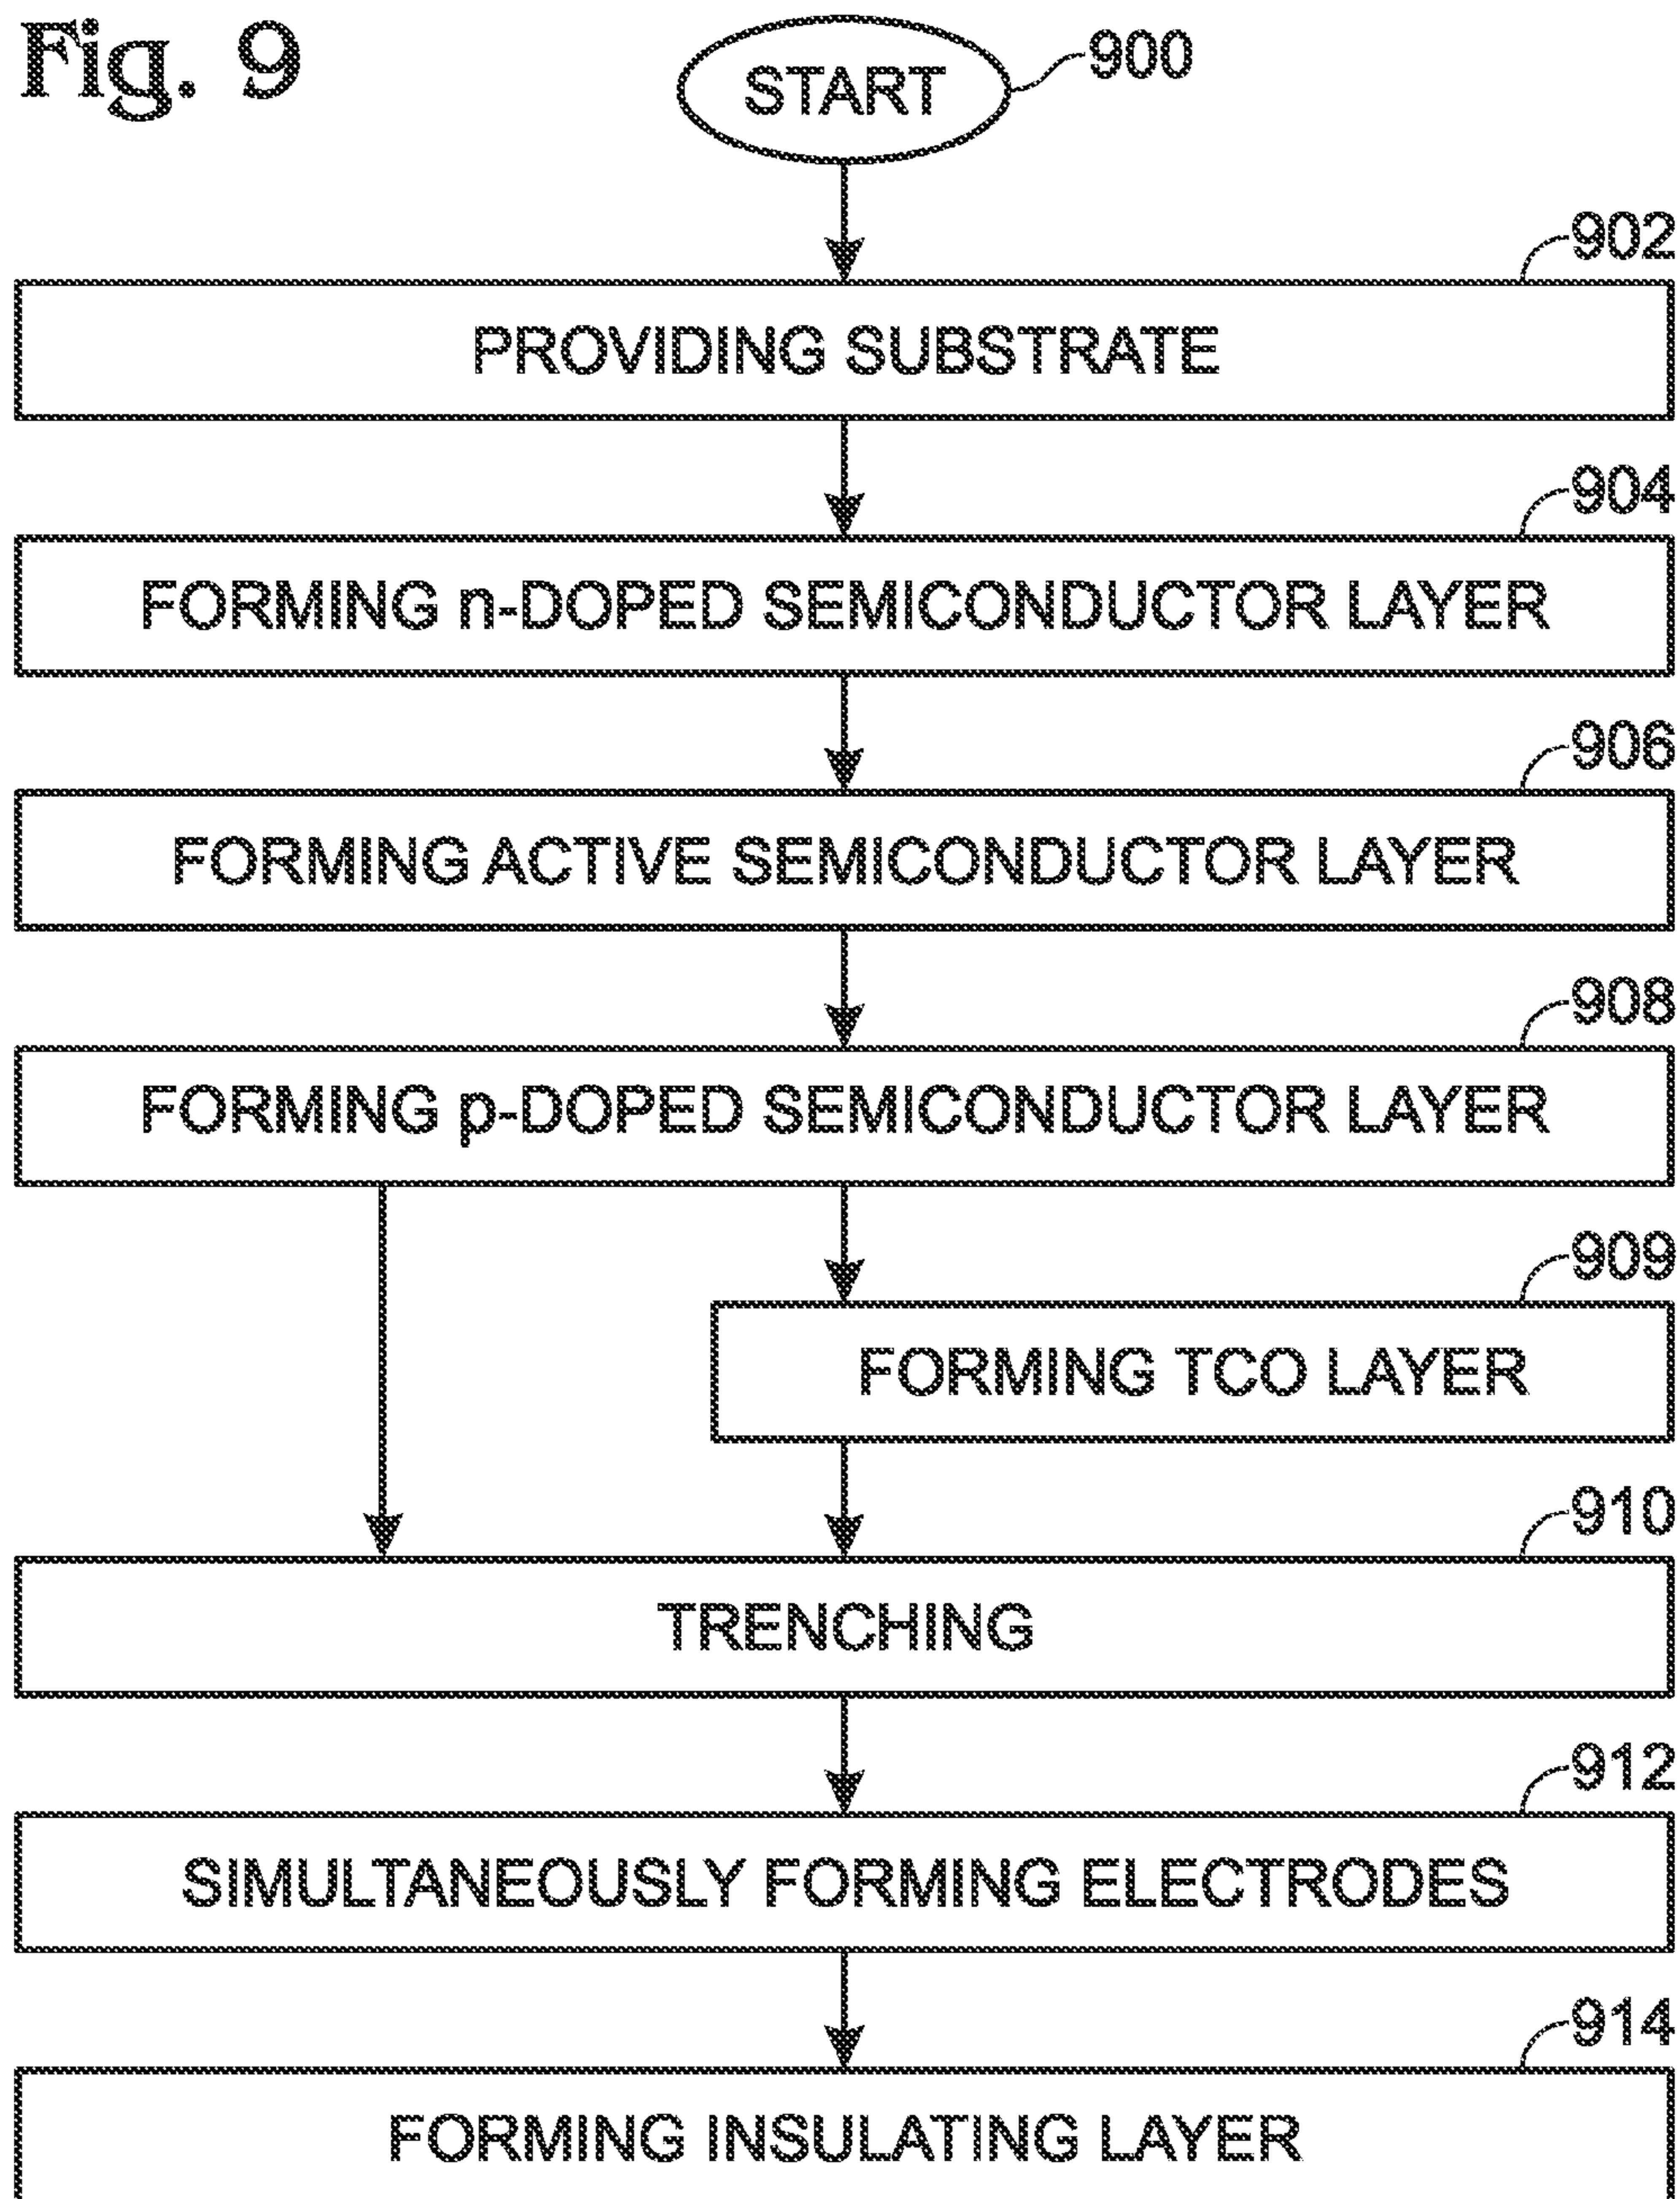 Fig. 9
START
900
902
PROVIDING SUBSTRATE
904
FORMING n-DOPED SEMICONDUCTOR LAYER
906
FORMING ACTIVE SEMICONDUCTOR LAYER
908
FORMING p-DOPED SEMICONDUCTOR LAYER
909
FORMING TCO LAYER
910
TRENCHING
912
SIMULTANEOUSLY FORMING ELECTRODES
914
FORMING INSULATING LAYER